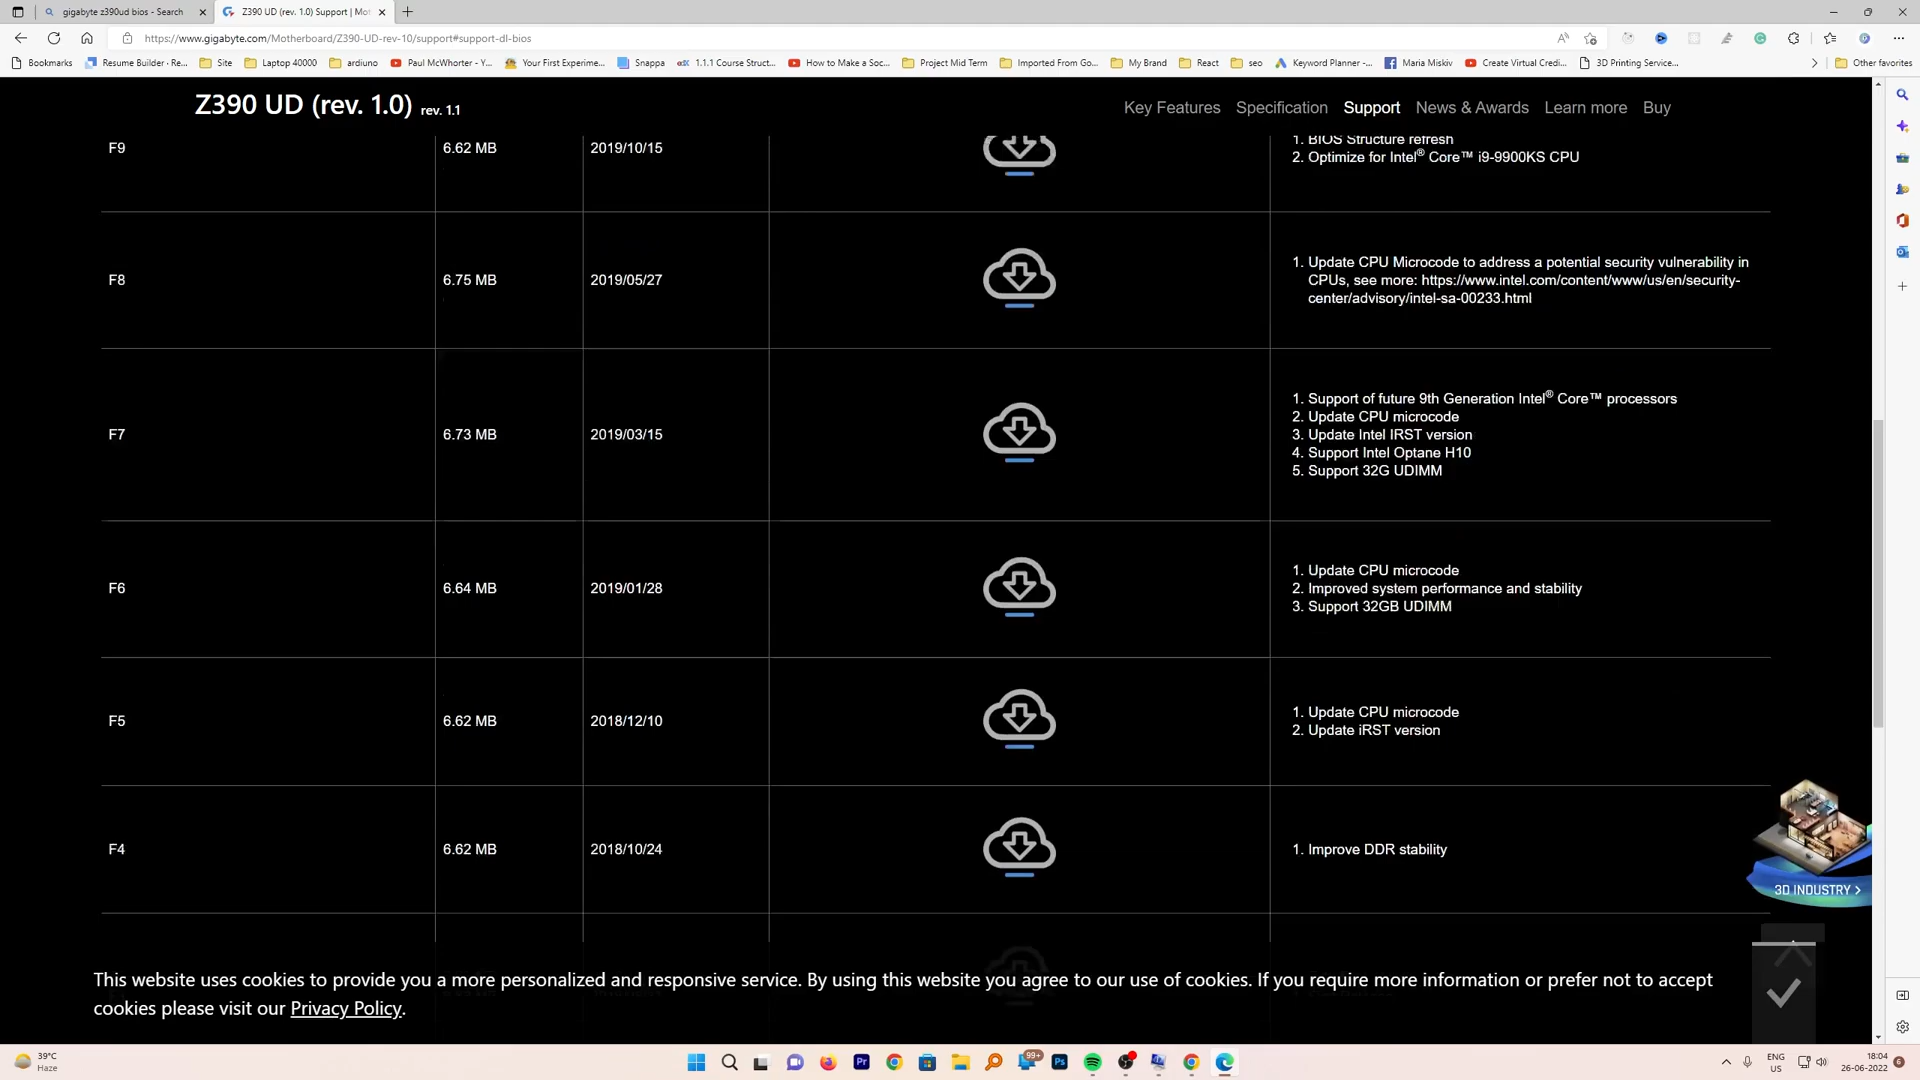 gigabyte z390ud bios - Search
Z390 UD (rev. 1.0) Support | Mot
https://www.gigabyte.com/Motherboard/Z390-UD-rev-10/support#support-dl-bios
Bookmarks
Resume Builder · Re...
Site
Laptop 40000
ardiuno
Paul McWhorter - Y...
Your First Experime...
Snappa
1.1.1 Course Struct...
How to Make a Soc...
Project Mid Term
Imported From Go...
My Brand
React
seo
Keyword Planner -...
Maria Miskiv
Create Virtual Credi...
3D Printing Service...
Other favorites
Z390 UD (rev. 1.0) rev. 1.1
Key Features
Specification
Support
News & Awards
Learn more
Buy
F9
6.62 MB
2019/10/15
1. BIOS Structure refresh
2. Optimize for Intel® Core™ i9-9900KS CPU
F8
6.75 MB
2019/05/27
1. Update CPU Microcode to address a potential security vulnerability in
CPUs, see more: https://www.intel.com/content/www/us/en/security-
center/advisory/intel-sa-00233.html
F7
6.73 MB
2019/03/15
1. Support of future 9th Generation Intel® Core™ processors
2. Update CPU microcode
3. Update Intel IRST version
4. Support Intel Optane H10
5. Support 32G UDIMM
F6
6.64 MB
2019/01/28
1. Update CPU microcode
2. Improved system performance and stability
3. Support 32GB UDIMM
F5
6.62 MB
2018/12/10
1. Update CPU microcode
2. Update iRST version
F4
6.62 MB
2018/10/24
1. Improve DDR stability
3D INDUSTRY >
This website uses cookies to provide you a more personalized and responsive service. By using this website you agree to our use of cookies. If you require more information or prefer not to accept
cookies please visit our Privacy Policy.
39°C
Haze
Pr
99+
Ps
ENG
US
18:04
26-06-2022
6